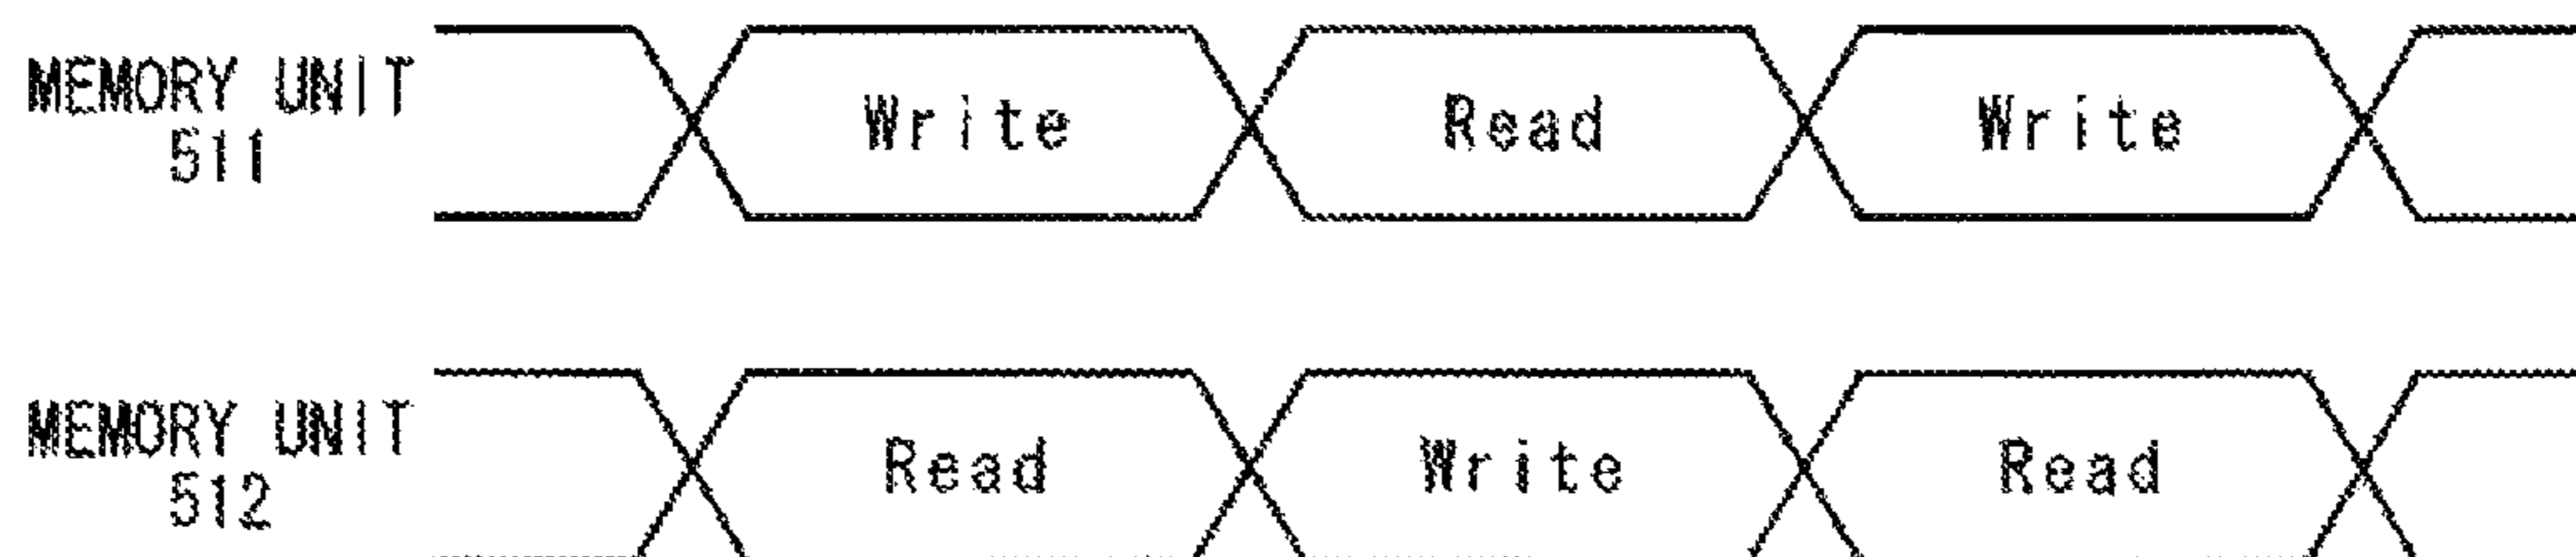 MEMORY UNIT
511
Write Read Write
MEMORY UNIT
512
Read Write Read